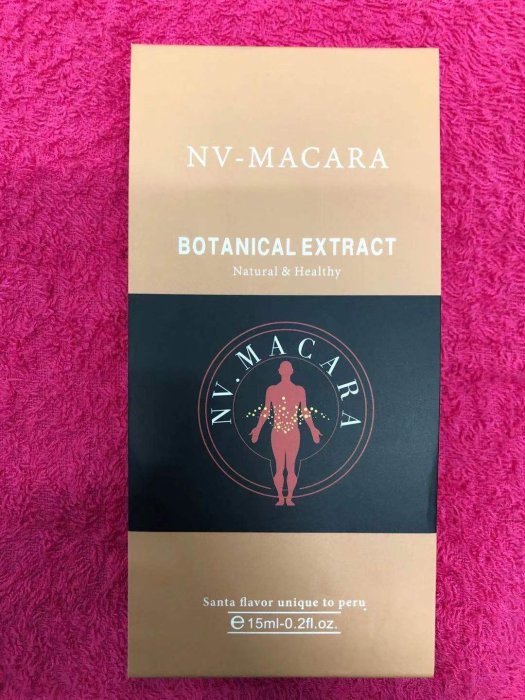 NV-MACARA
BOTANICAL EXTRACT
Natural & Healthy
NV. MACARA
Santa flavor unique to peru
℮ 15ml-0.2fl.oz.